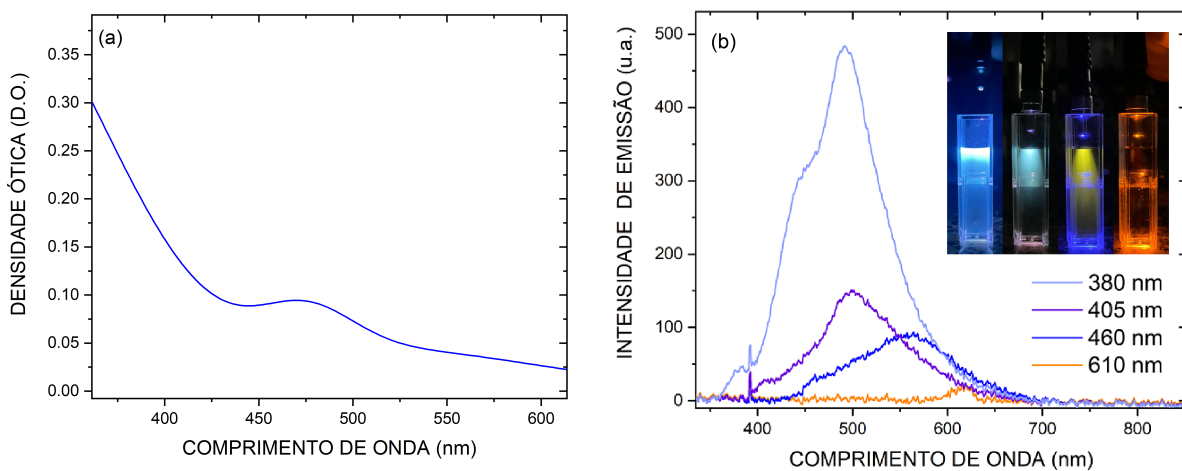 (a)
DENSIDADE ÓTICA (D.O.)
0.35
0.30
0.25
0.20
0.15
0.10
0.05
0.00
400
450
500
550
600
COMPRIMENTO DE ONDA (nm)
(b)
INTENSIDADE DE EMISSÃO (u.a.)
500
400
300
200
100
0
380 nm
405 nm
460 nm
610 nm
400
500
600
700
800
COMPRIMENTO DE ONDA (nm)